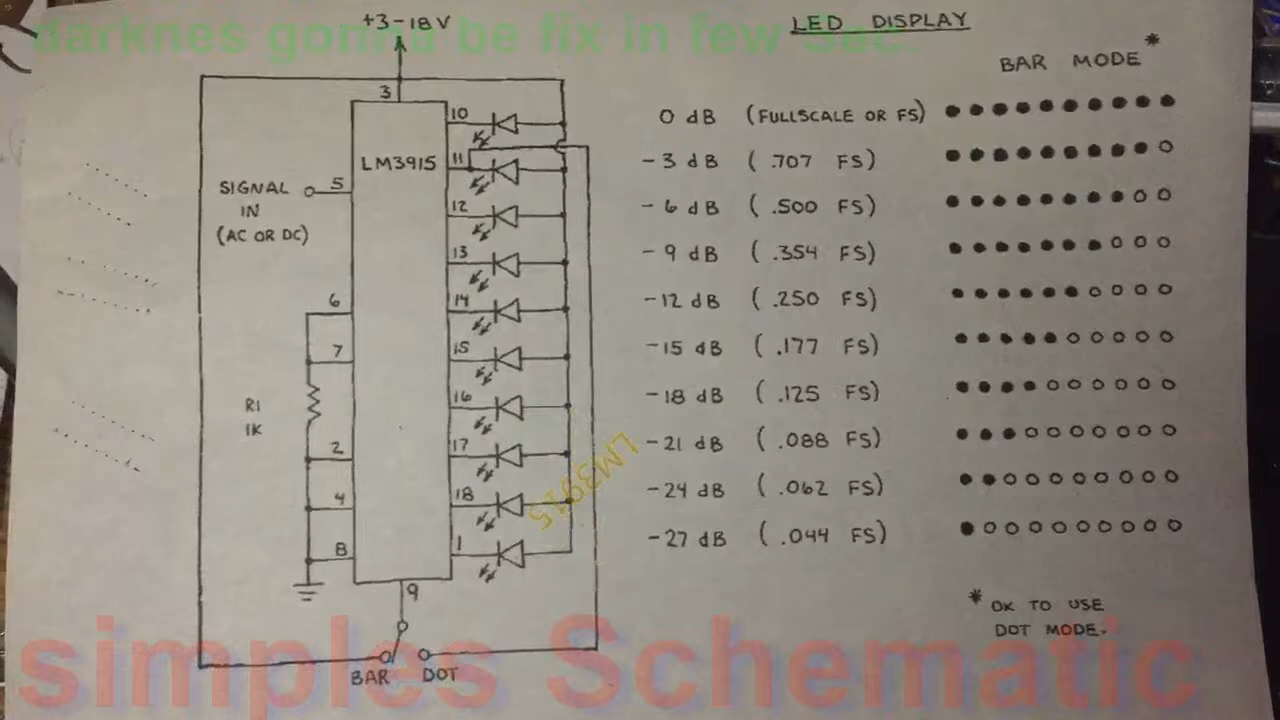 darknes gonna be fix in few Sec.
+3-18V
LED DISPLAY
BAR MODE*
3
10
LM3915
11
SIGNAL
IN
(AC OR DC)
5
12
13
6
14
7
15
R1
1K
16
2
17
4
18
8
1
9
BAR
DOT
0 dB (FULLSCALE OR FS)
-3 dB ( .707 FS)
-6 dB ( .500 FS)
-9 dB ( .354 FS)
-12 dB ( .250 FS)
-15 dB ( .177 FS)
-18 dB ( .125 FS)
-21 dB ( .088 FS)
-24 dB ( .062 FS)
-27 dB ( .044 FS)
LM3915
* OK TO USE
DOT MODE.
simples Schematic